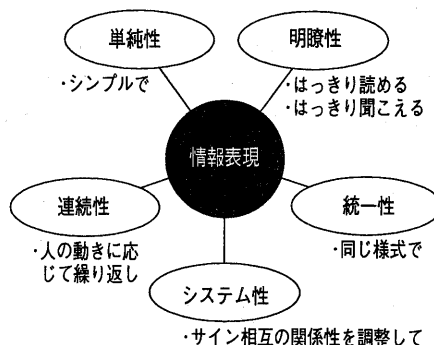 単純性
・シンプルで
明瞭性
・はっきり読める
・はっきり聞こえる
情報表現
連続性
・人の動きに応
じて繰り返し
統一性
・同じ様式で
システム性
・サイン相互の関係性を調整して